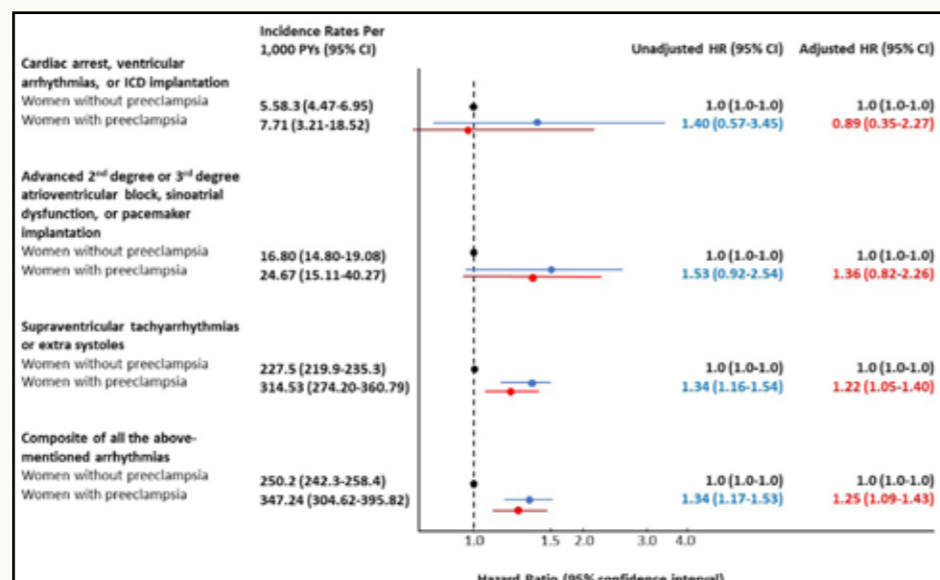 Incidence Rates Per
1,000 PYs (95% CI)
Unadjusted HR (95% CI) Adjusted HR (95% CI)
Cardiac arrest, ventricular
arrhythmias, or ICD implantation
Women without preeclampsia 5.58.3 (4.47-6.95) 1.0 (1.0-1.0) 1.0 (1.0-1.0)
Women with preeclampsia 7.71 (3.21-18.52) 1.40 (0.57-3.45) 0.89 (0.35-2.27)
Advanced 2nd degree or 3rd degree
atrioventricular block, sinoatrial
dysfunction, or pacemaker
implantation
Women without preeclampsia 16.80 (14.80-19.08) 1.0 (1.0-1.0) 1.0 (1.0-1.0)
Women with preeclampsia 24.67 (15.11-40.27) 1.53 (0.92-2.54) 1.36 (0.82-2.26)
Supraventricular tachyarrhythmias
or extra systoles
Women without preeclampsia 227.5 (219.9-235.3) 1.0 (1.0-1.0) 1.0 (1.0-1.0)
Women with preeclampsia 314.53 (274.20-360.79) 1.34 (1.16-1.54) 1.22 (1.05-1.40)
Composite of all the above-
mentioned arrhythmias
Women without preeclampsia 250.2 (242.3-258.4) 1.0 (1.0-1.0) 1.0 (1.0-1.0)
Women with preeclampsia 347.24 (304.62-395.82) 1.34 (1.17-1.53) 1.25 (1.09-1.43)
1.0 1.5 2.0 3.0 4.0
Hazard Ratio (95% confidence interval)